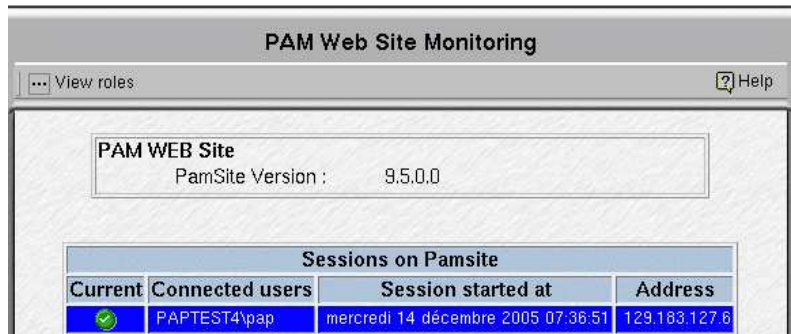 PAM Web Site Monitoring
View roles Help
PAM WEB Site
PamSite Version : 9.5.0.0
Sessions on Pamsite
Current Connected users Session started at Address
PAPTEST4\pap mercredi 14 décembre 2005 07:36:51 129.183.127.6